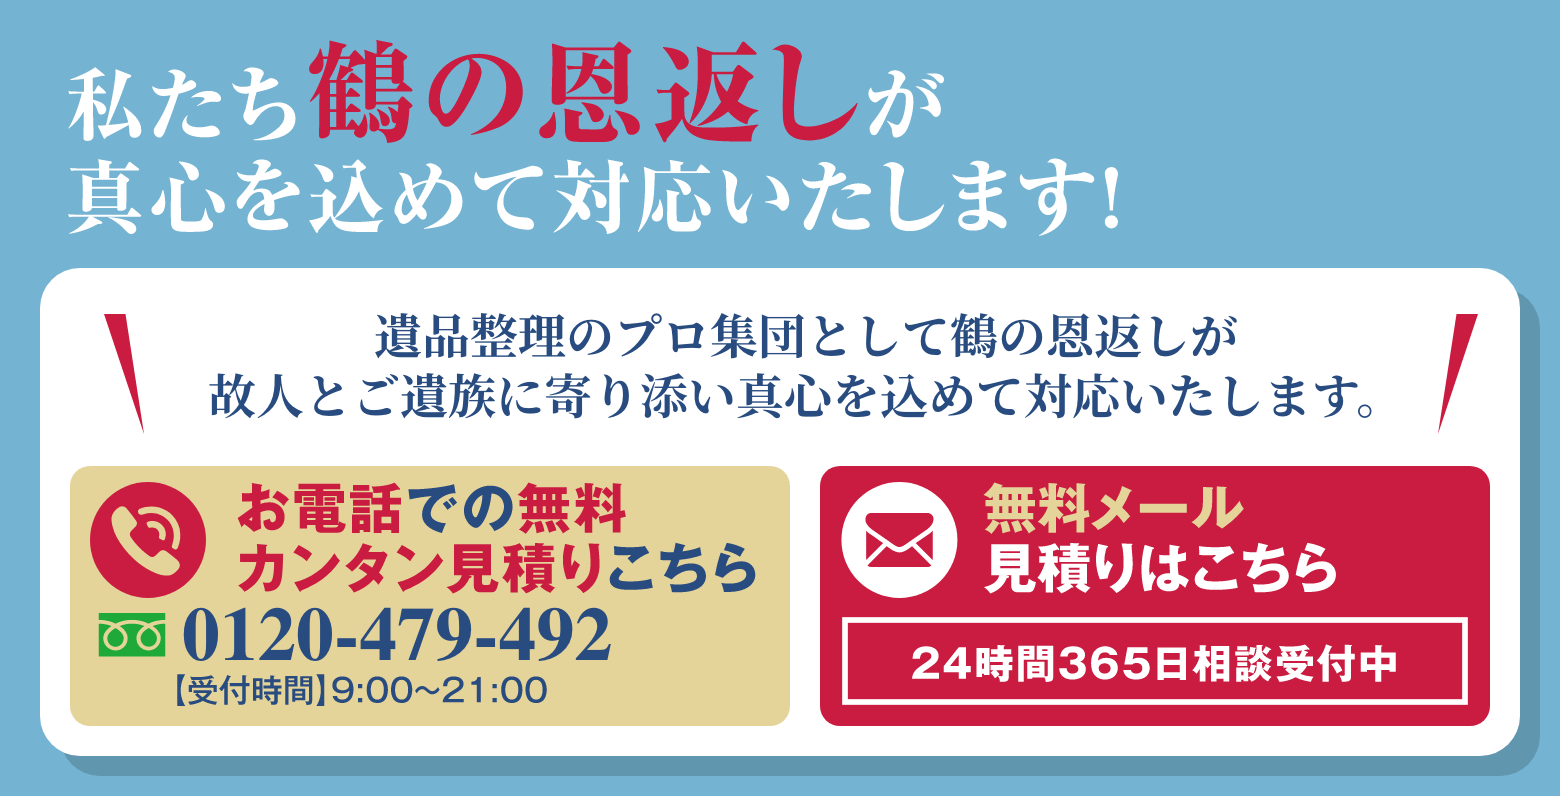 私たち鶴の恩返しが
真心を込めて対応いたします!
遺品整理のプロ集団として鶴の恩返しが
故人とご遺族に寄り添い真心を込めて対応いたします。
お電話での無料
カンタン見積りこちら
0120-479-492
【受付時間】9:00〜21:00
無料メール
見積りはこちら
24時間365日相談受付中